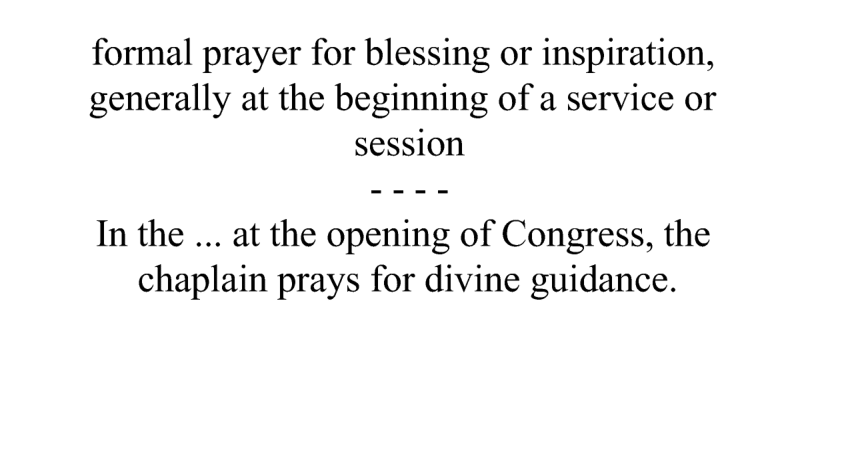 formal prayer for blessing or inspiration,
generally at the beginning of a service or
session
- - - -
In the ... at the opening of Congress, the
chaplain prays for divine guidance.